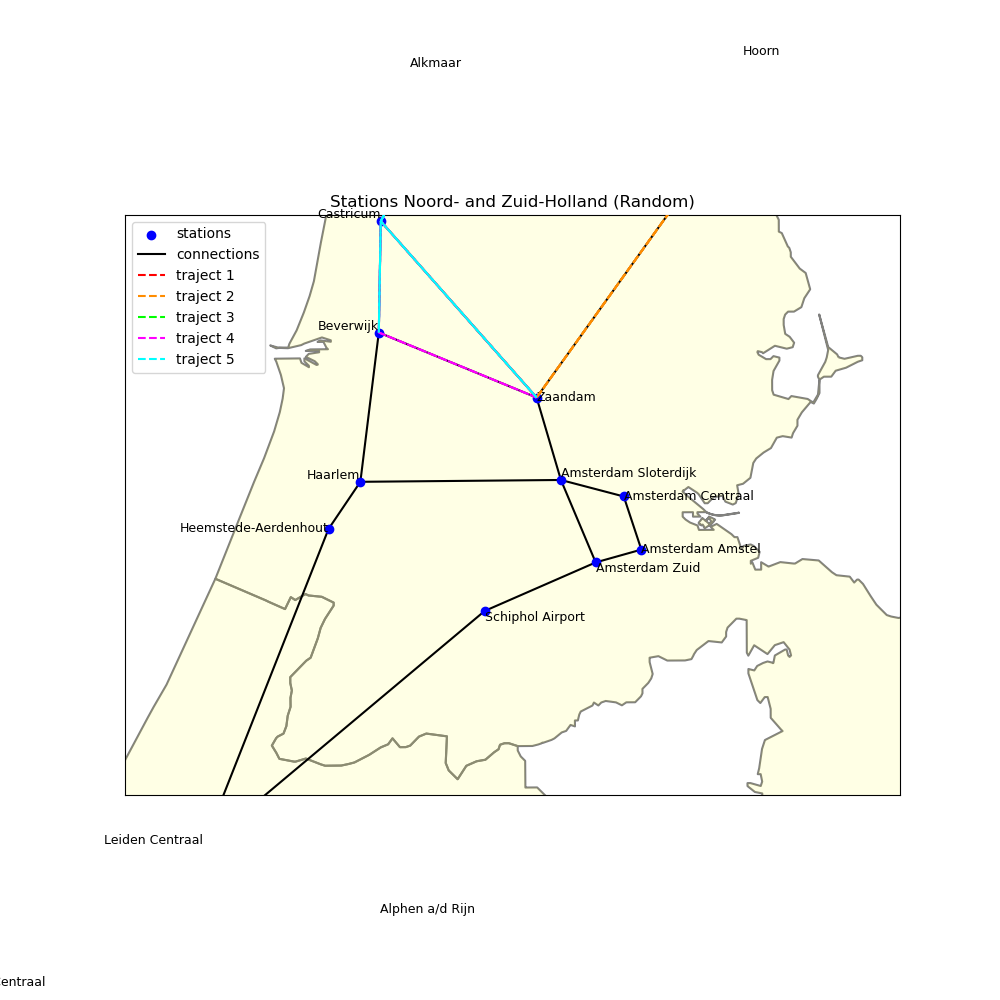 Hoorn
Alkmaar
Stations Noord- and Zuid-Holland (Random)
Castricum
stations
connections
traject 1
traject 2
traject 3
traject 4
traject 5
Beverwijk
Zaandam
Haarlem
Amsterdam Sloterdijk
Amsterdam Centraal
Heemstede-Aerdenhout
Amsterdam Amstel
Amsterdam Zuid
Schiphol Airport
Leiden Centraal
Alphen a/d Rijn
entraal